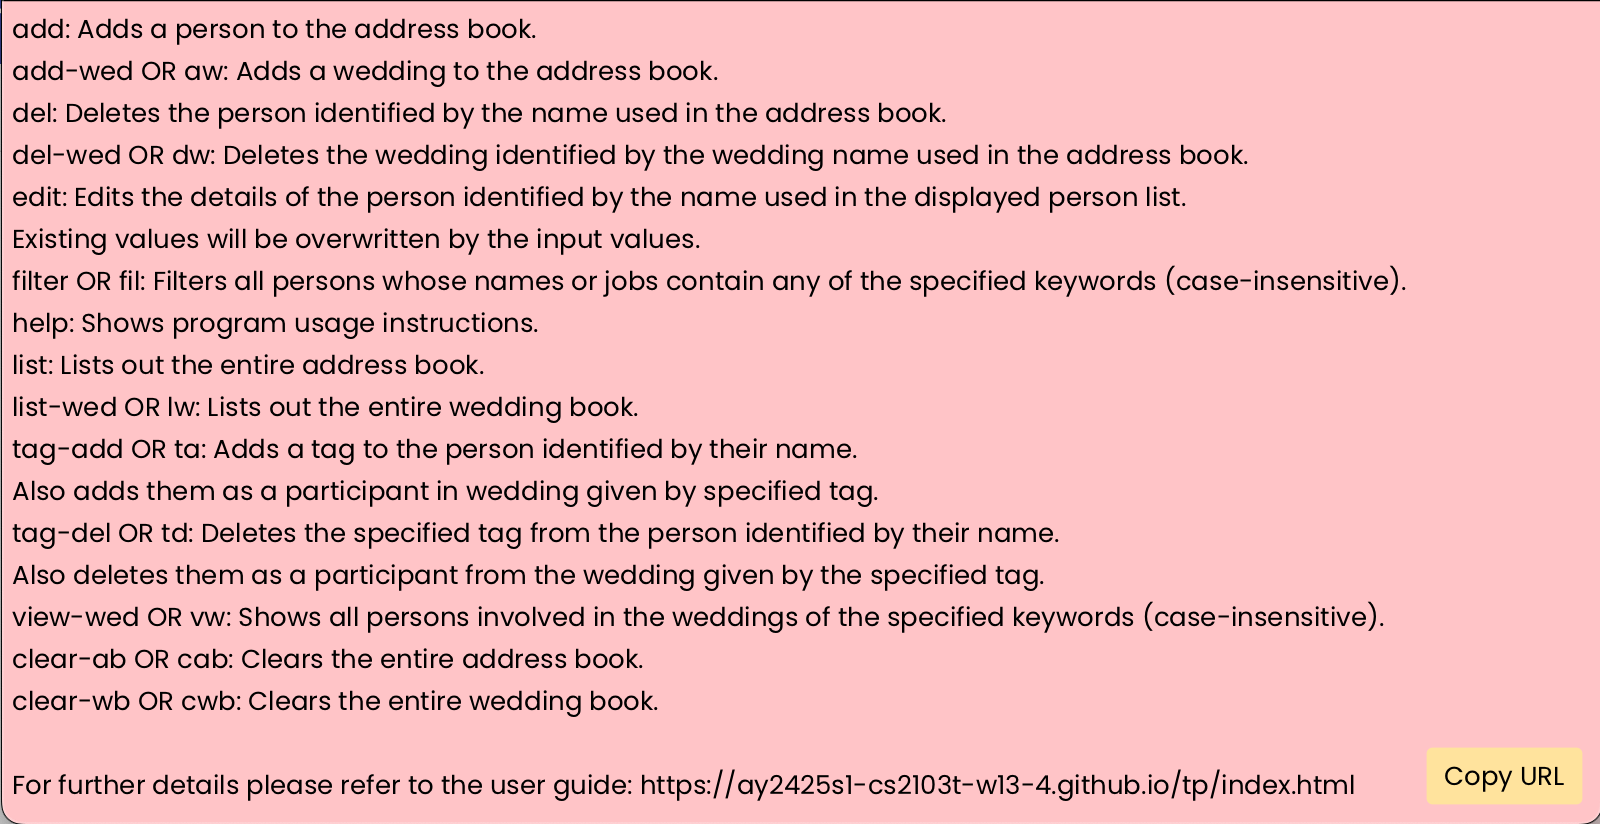 add: Adds a person to the address book.
add-wed OR aw: Adds a wedding to the address book.
del: Deletes the person identified by the name used in the address book.
del-wed OR dw: Deletes the wedding identified by the wedding name used in the address book.
edit: Edits the details of the person identified by the name used in the displayed person list.
Existing values will be overwritten by the input values.
filter OR fil: Filters all persons whose names or jobs contain any of the specified keywords (case-insensitive).
help: Shows program usage instructions.
list: Lists out the entire address book.
list-wed OR lw: Lists out the entire wedding book.
tag-add OR ta: Adds a tag to the person identified by their name.
Also adds them as a participant in wedding given by specified tag.
tag-del OR td: Deletes the specified tag from the person identified by their name.
Also deletes them as a participant from the wedding given by the specified tag.
view-wed OR vw: Shows all persons involved in the weddings of the specified keywords (case-insensitive).
clear-ab OR cab: Clears the entire address book.
clear-wb OR cwb: Clears the entire wedding book.
For further details please refer to the user guide: https://ay2425s1-cs2103t-w13-4.github.io/tp/index.html
Copy URL